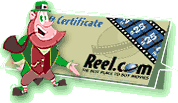 Certificate
Reel.com
THE BEST PLACE TO BUY MOVIES